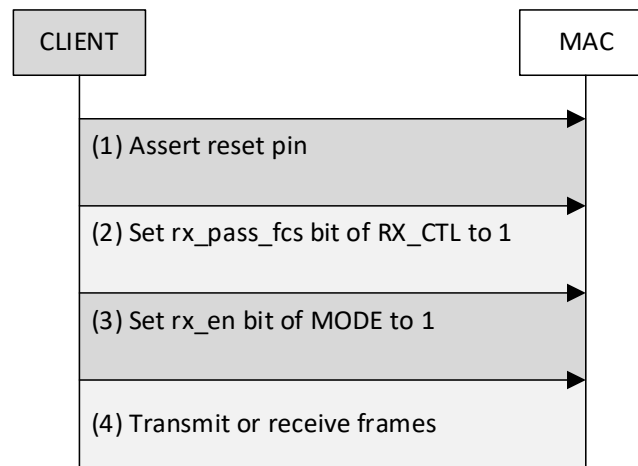 CLIENT
MAC
(1) Assert reset pin
(2) Set rx_pass_fcs bit of RX_CTL to 1
(3) Set rx_en bit of MODE to 1
(4) Transmit or receive frames